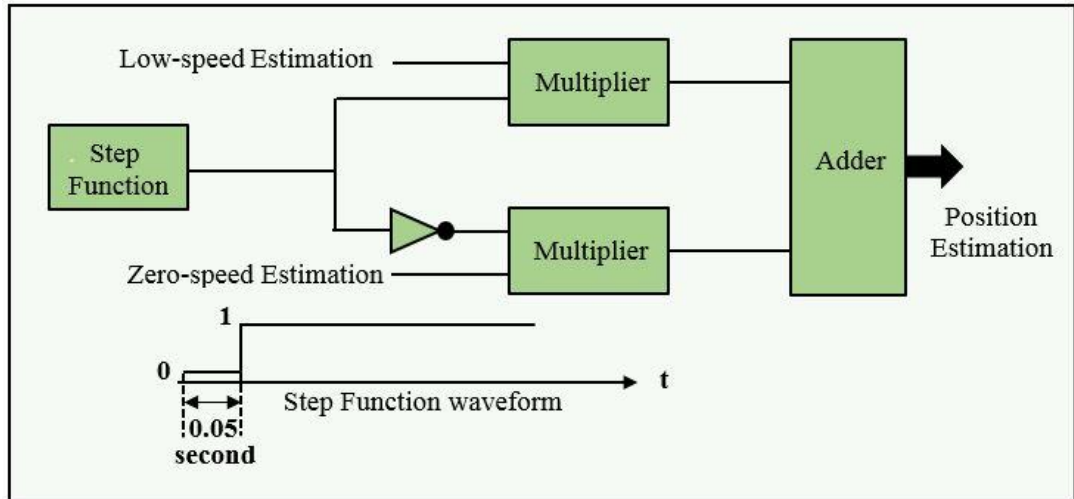 Low-speed Estimation
Multiplier
Step
Function
Adder
Position
Estimation
Multiplier
Zero-speed Estimation
1
0
t
Step Function waveform
0.05
second